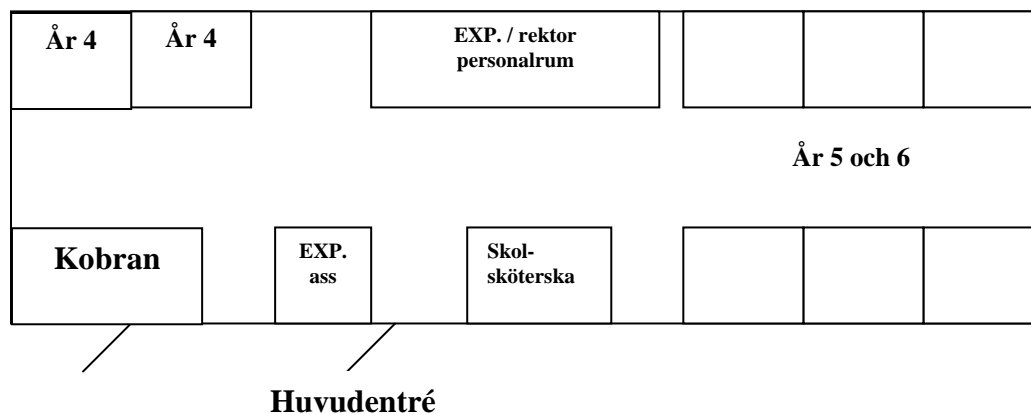 År 4
År 4
EXP. / rektor
personalrum
År 5 och 6
Kobran
EXP.
ass
Skol-
sköterska
Huvudentré